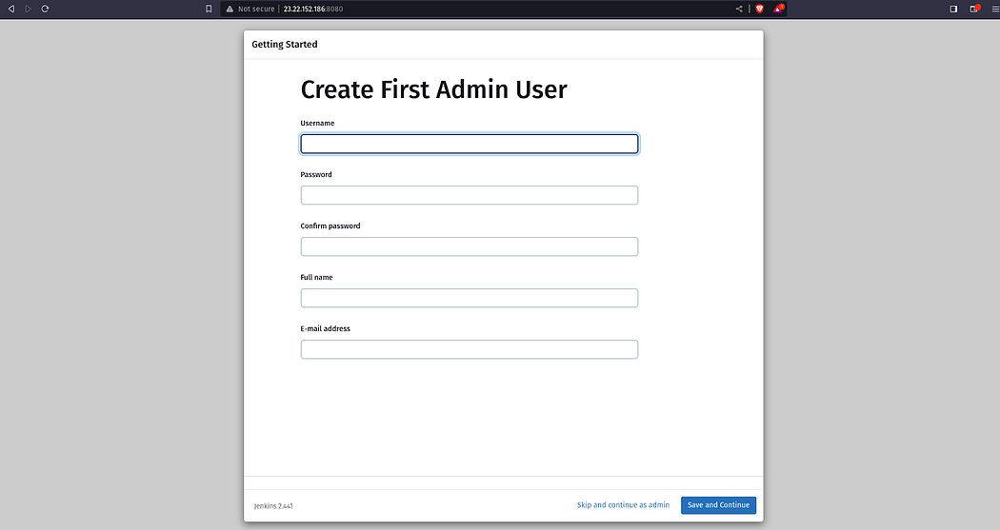 Not secure | 23.22.152.186:8080
Getting Started
Create First Admin User
Username
Password
Confirm password
Full name
E-mail address
Jenkins 2.441
Skip and continue as admin
Save and Continue